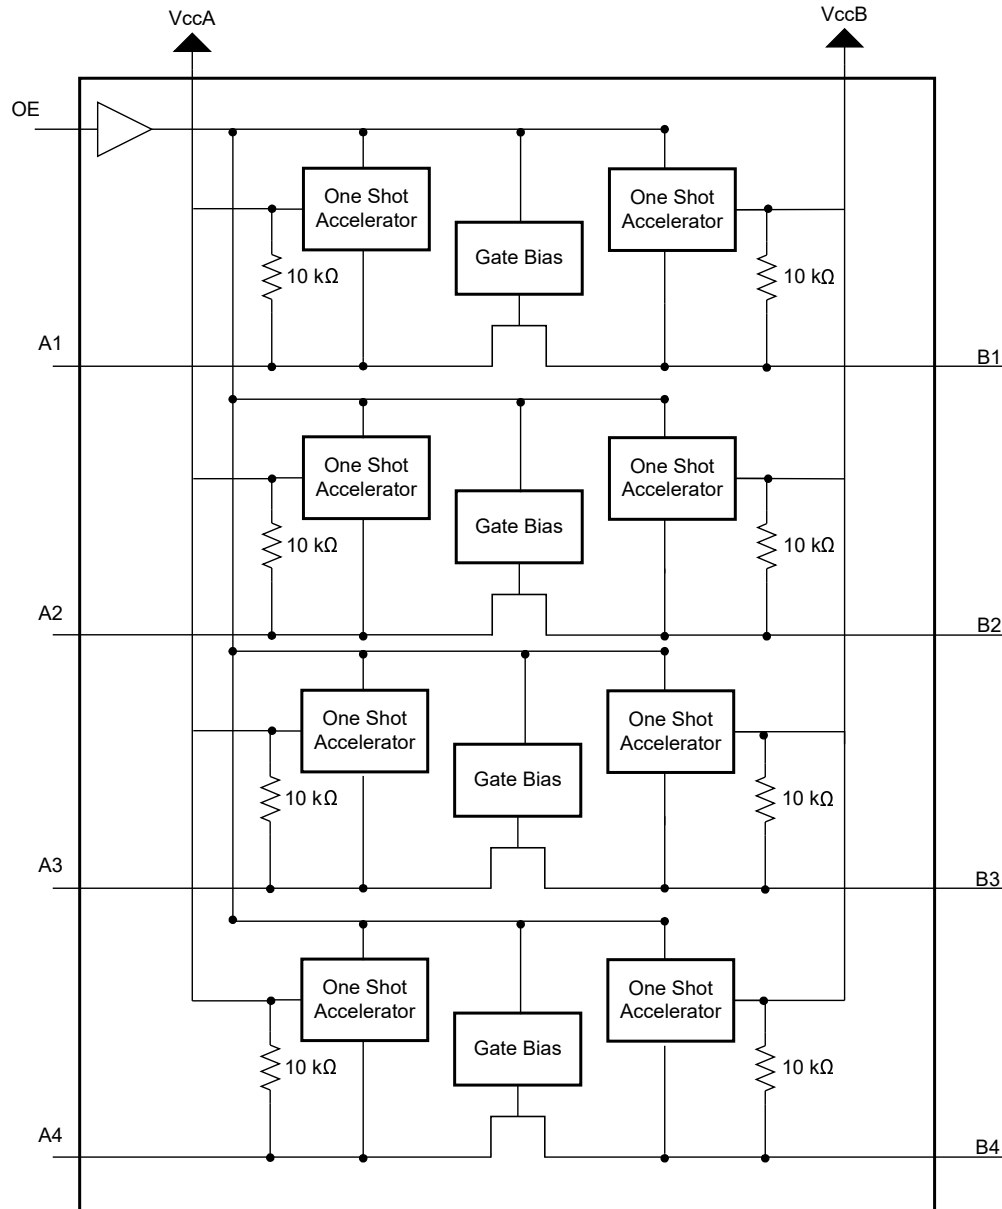 VccA
VccB
OE
One Shot
Accelerator
One Shot
Accelerator
Gate Bias
10 kΩ
10 kΩ
A1
B1
One Shot
Accelerator
One Shot
Accelerator
Gate Bias
10 kΩ
10 kΩ
A2
B2
One Shot
Accelerator
One Shot
Accelerator
Gate Bias
10 kΩ
10 kΩ
A3
B3
One Shot
Accelerator
One Shot
Accelerator
Gate Bias
10 kΩ
10 kΩ
A4
B4